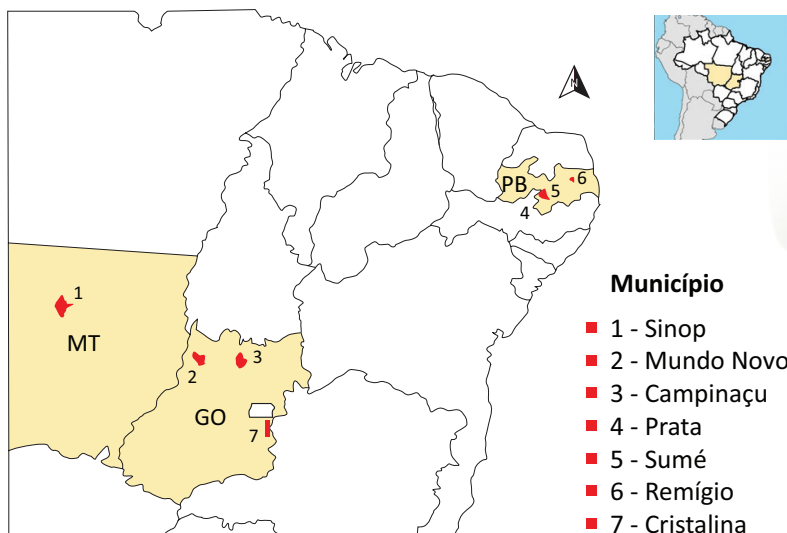 N
PB
6
5
4
1
MT
2
3
GO
7
Município
1 - Sinop
2 - Mundo Novo
3 - Campinaçu
4 - Prata
5 - Sumé
6 - Remígio
7 - Cristalina